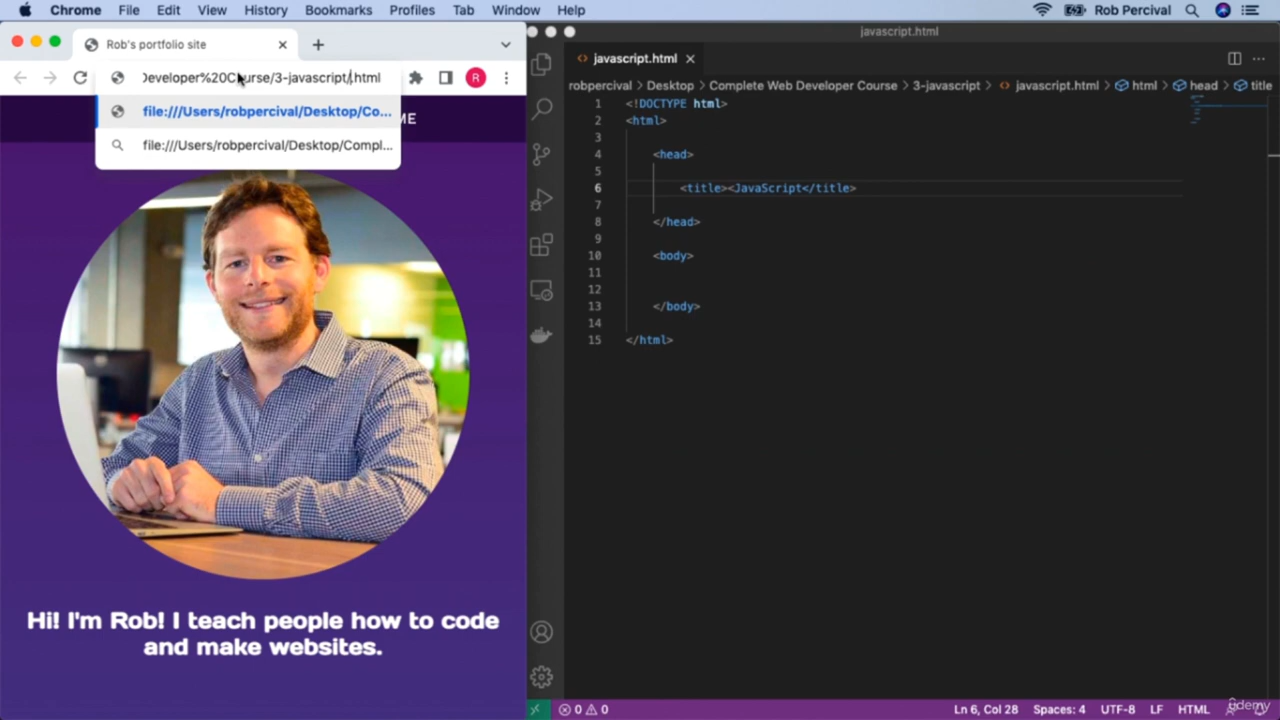 Chrome File Edit View History Bookmarks Profiles Tab Window Help Rob Percival
Rob's portfolio site
Developer%20Course/3-javascript/.html
R
file:///Users/robpercival/Desktop/Co...
file:///Users/robpercival/Desktop/Compl...
ME
Hi! I'm Rob! I teach people how to code
and make websites.
javascript.html
javascript.html
robpercival > Desktop > Complete Web Developer Course > 3-javascript > javascript.html > html > head > title
1 <!DOCTYPE html>
2 <html>
3
4 <head>
5
6 <title><JavaScript</title>
7
8 </head>
9
10 <body>
11
12
13 </body>
14
15 </html>
0 0 Ln 6, Col 28 Spaces: 4 UTF-8 LF HTML
ûdemy